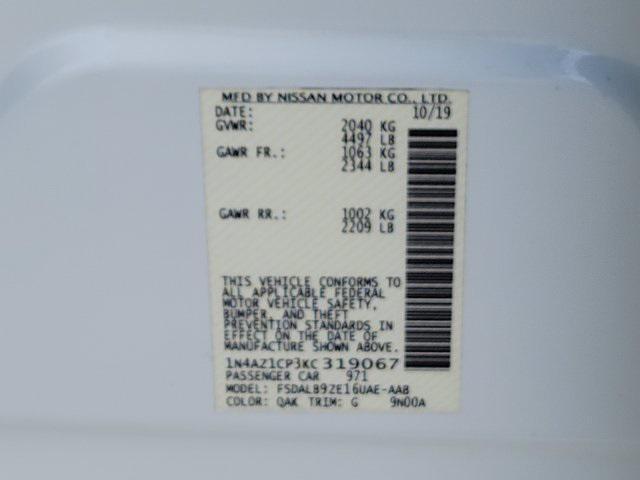 MFD BY NISSAN MOTOR CO., LTD.
DATE: 10/19
GVWR: 2040 KG
4497 LB
GAWR FR.: 1063 KG
2344 LB
GAWR RR.: 1002 KG
2209 LB
THIS VEHICLE CONFORMS TO
ALL APPLICABLE FEDERAL
MOTOR VEHICLE SAFETY,
BUMPER, AND THEFT
PREVENTION STANDARDS IN
EFFECT ON THE DATE OF
MANUFACTURE SHOWN ABOVE.
1N4AZ1CP3KC319067
PASSENGER CAR 971
MODEL: FSDALB9ZE16UAE-AAB
COLOR: QAK TRIM: G 9N00A